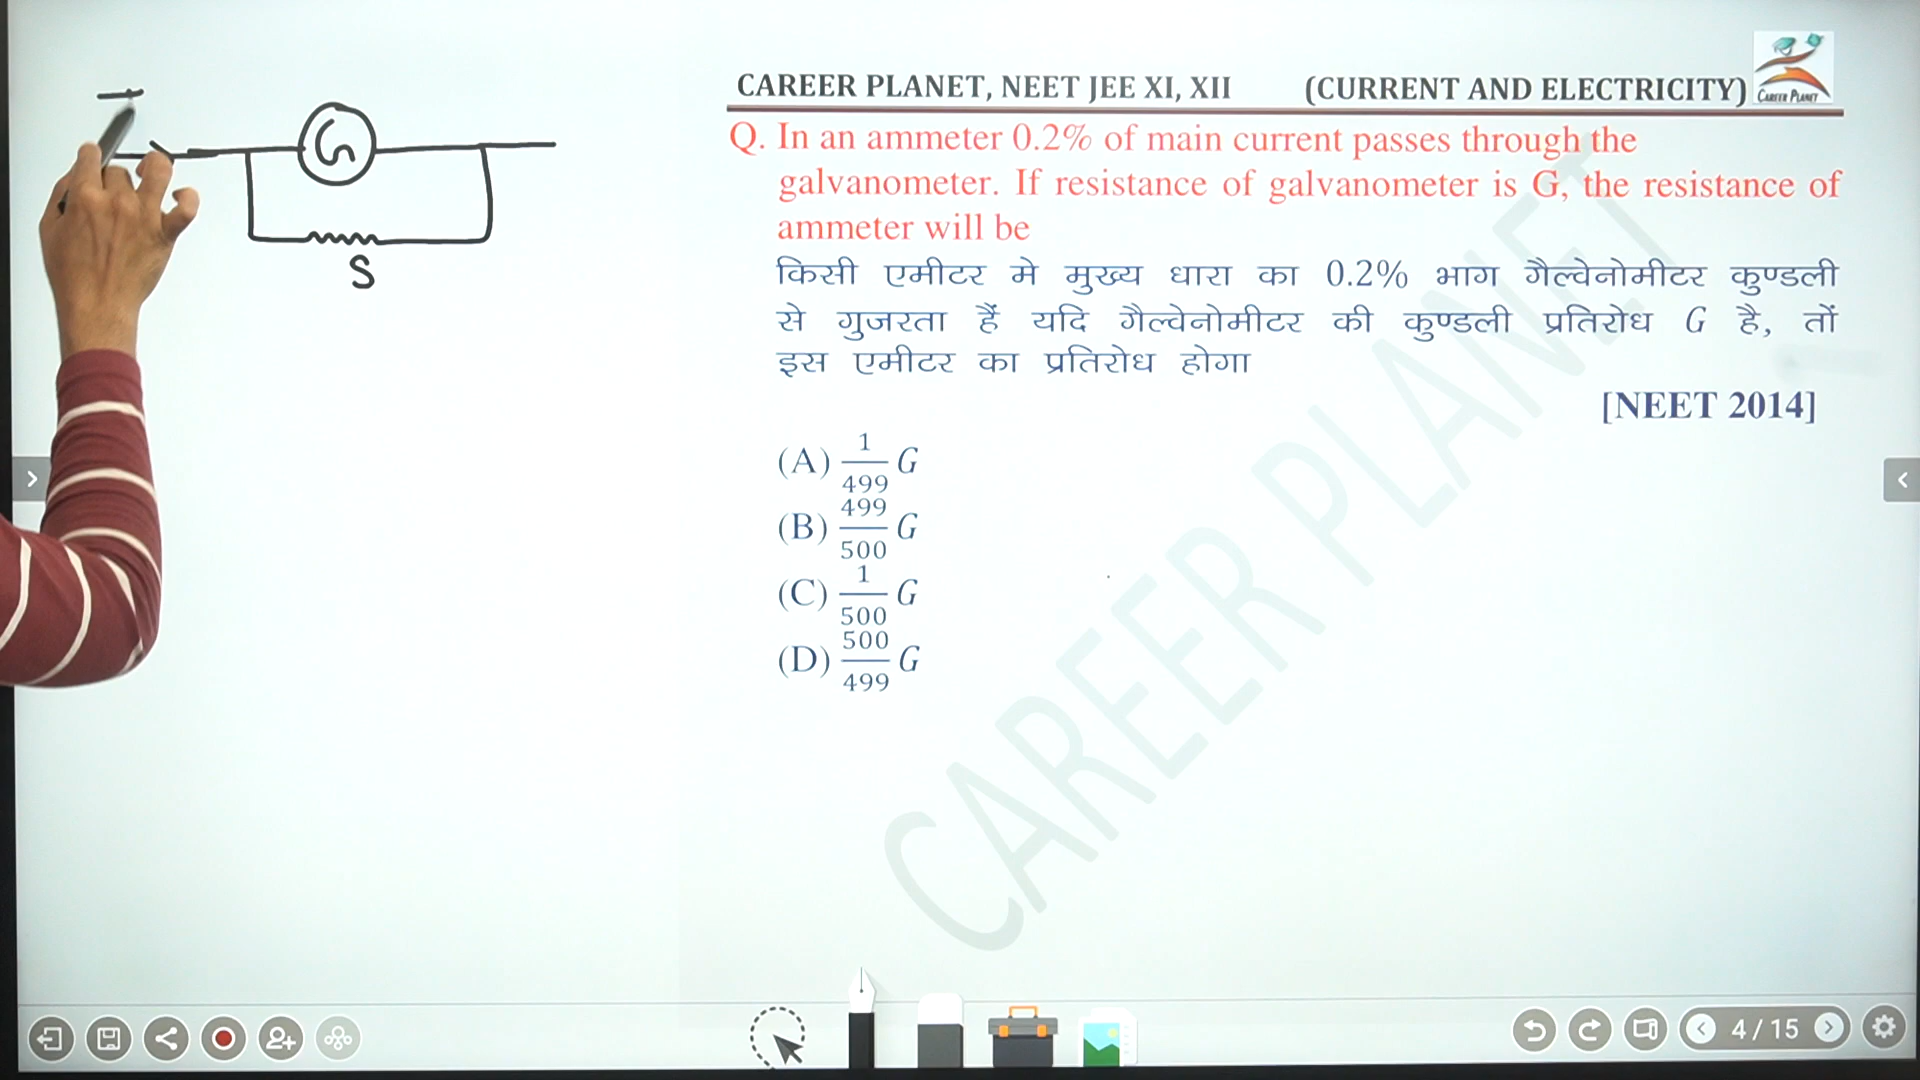 CAREER PLANET, NEET JEE XI, XII (CURRENT AND ELECTRICITY)
CAREER PLANET
Q. In an ammeter 0.2% of main current passes through the
galvanometer. If resistance of galvanometer is G, the resistance of
ammeter will be
किसी एमीटर मे मुख्य धारा का 0.2% भाग गैल्वेनोमीटर कुण्डली
से गुजरता हैं यदि गैल्वेनोमीटर की कुण्डली प्रतिरोध G है, तों
इस एमीटर का प्रतिरोध होगा
[NEET 2014]
(A) 1/499 G
(B) 499/500 G
(C) 1/500 G
(D) 500/499 G
G
S
CAREER PLANET
4 / 15